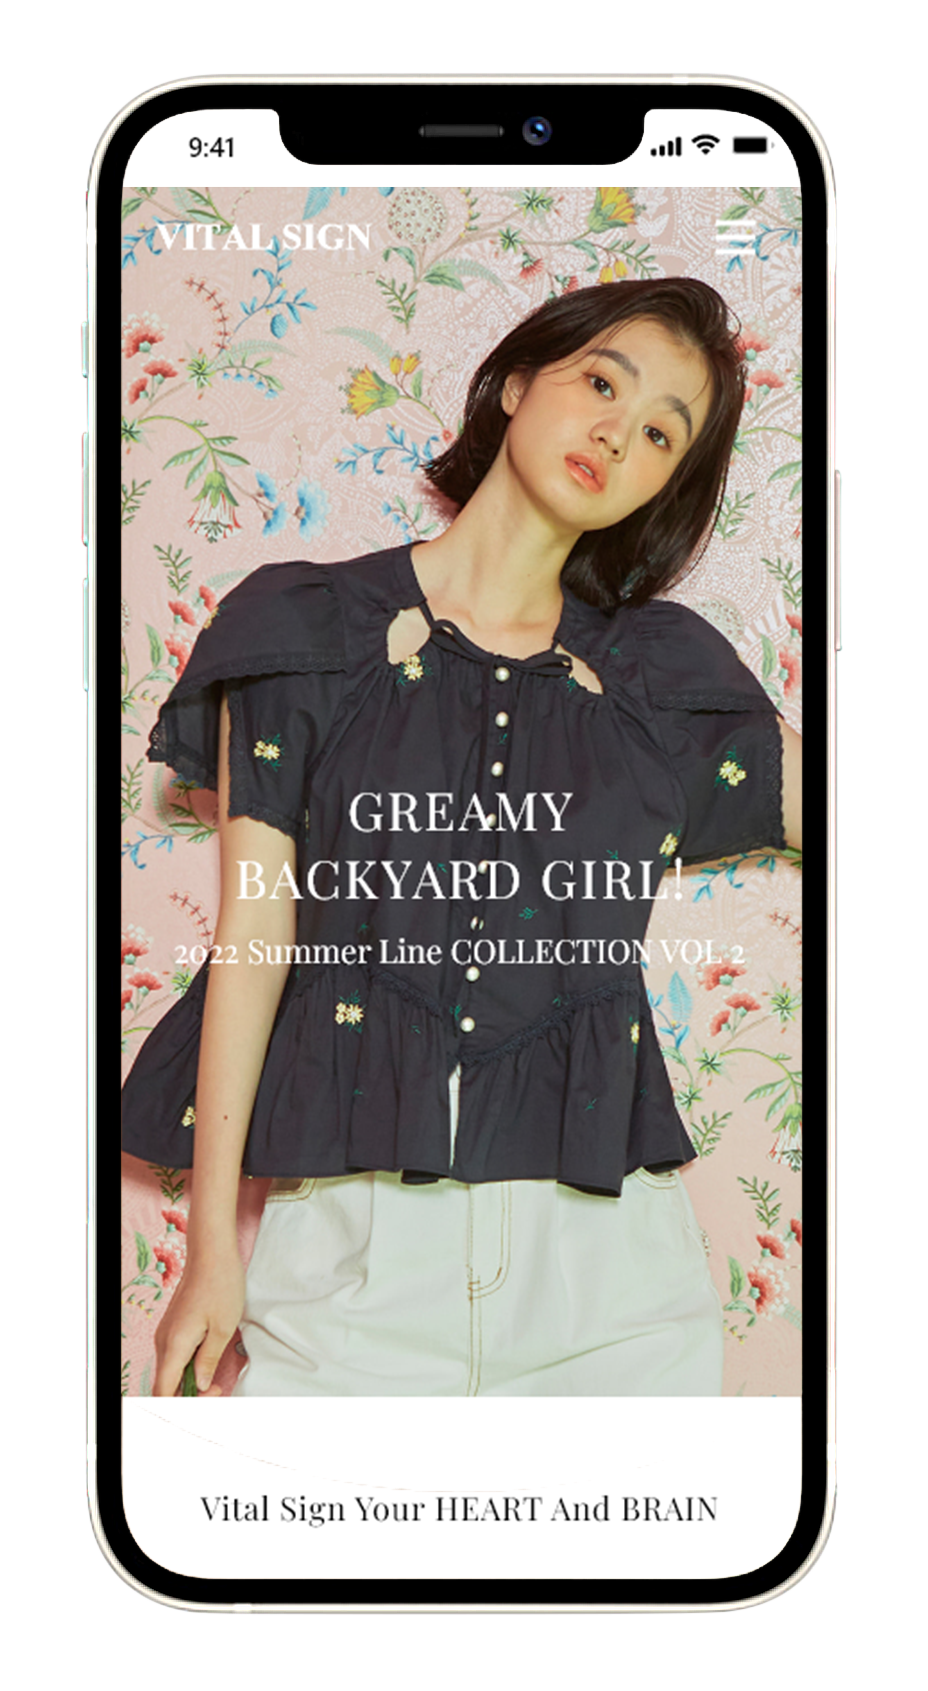 9:41
VITAL SIGN
GREAMY
BACKYARD GIRL!
2022 Summer Line COLLECTION VOL 2
Vital Sign Your HEART And BRAIN